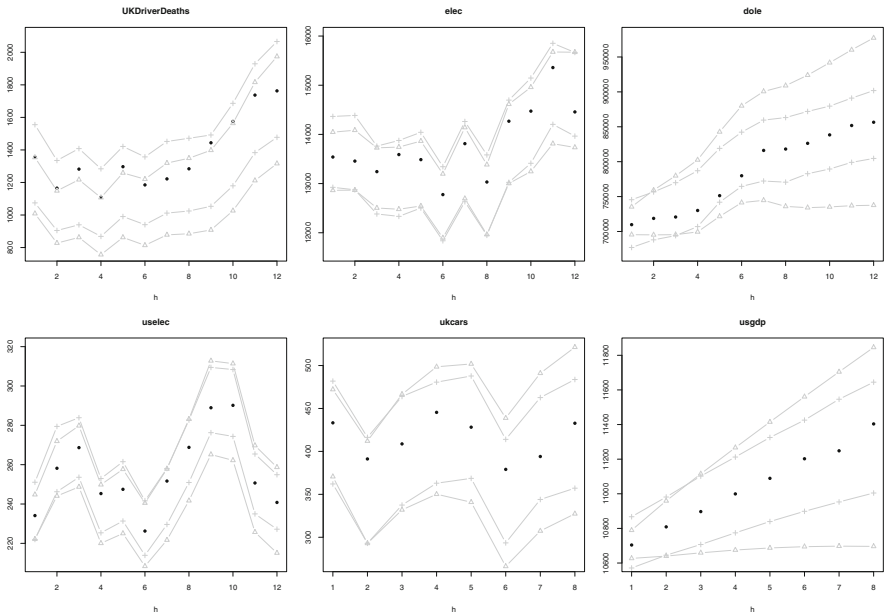 UKDriverDeaths
elec
dole
800 1000 1200 1400 1600 1800 2000
2 4 6 8 10 12
h
12000 13000 14000 15000 16000
2 4 6 8 10 12
h
700000 750000 800000 850000 900000 950000
2 4 6 8 10 12
h
uselec
ukcars
usgdp
220 240 260 280 300 320
2 4 6 8 10 12
h
300 350 400 450 500
1 2 3 4 5 6 7 8
h
10600 10800 11000 11200 11400 11600 11800
1 2 3 4 5 6 7 8
h